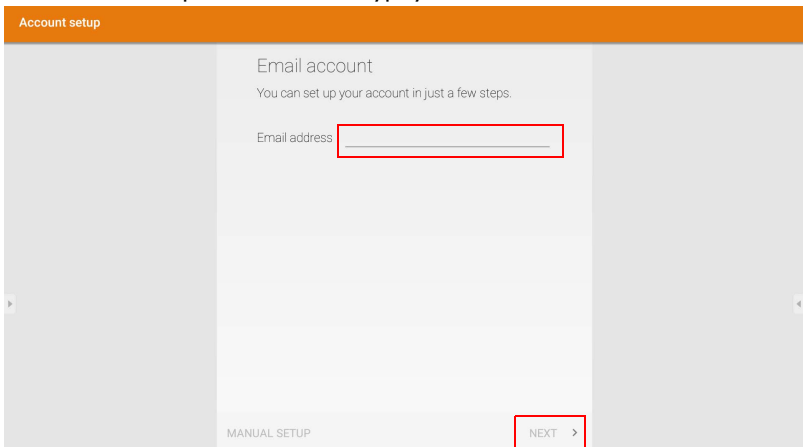 Account setup
Email account
You can set up your account in just a few steps.
Email address
MANUAL SETUP
NEXT >